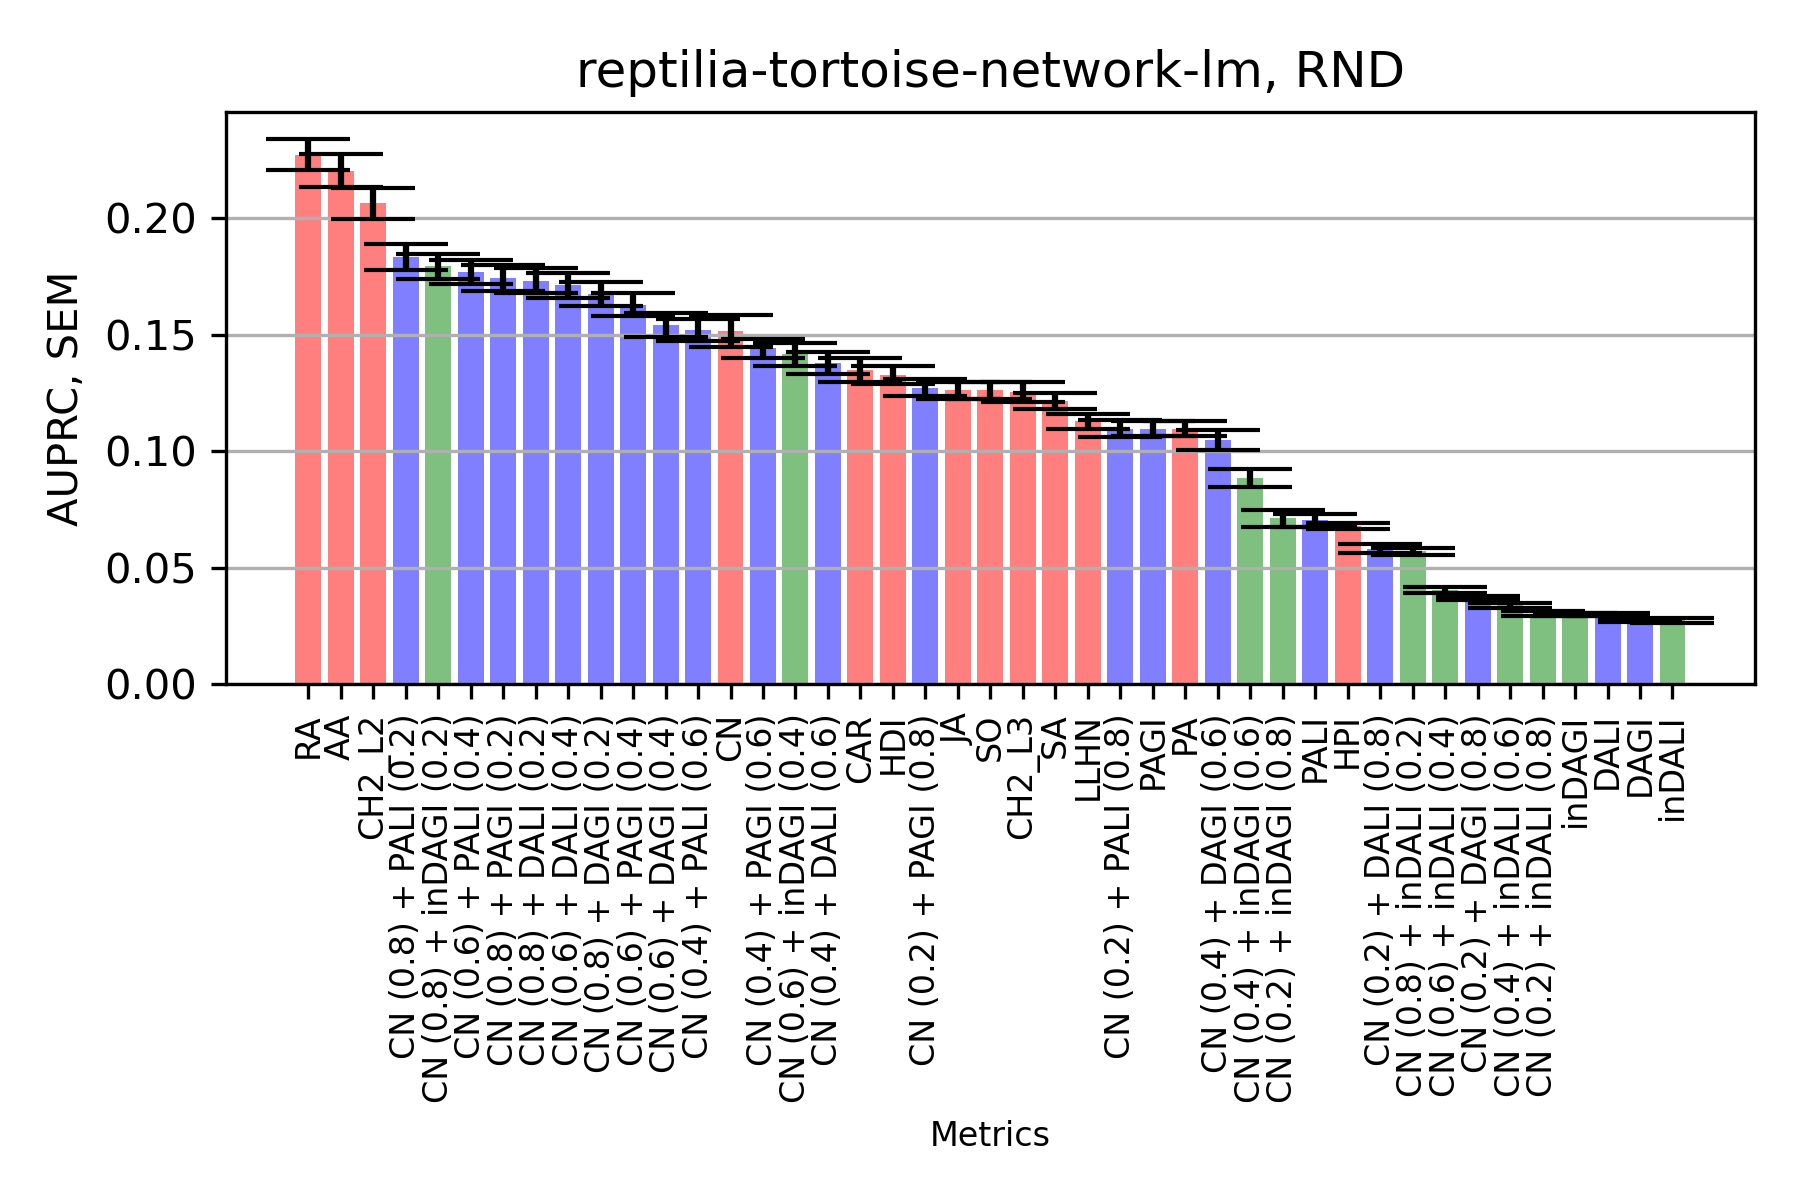 reptilia-tortoise-network-lm, RND
AUPRC, SEM
0.20
0.15
0.10
0.05
0.00
RA
AA
CH2_L2
CN (0.8) + PALI (0.2)
CN (0.8) + inDAGI (0.2)
CN (0.6) + PALI (0.4)
CN (0.8) + PAGI (0.2)
CN (0.8) + DALI (0.2)
CN (0.6) + DALI (0.4)
CN (0.8) + DAGI (0.2)
CN (0.6) + PAGI (0.4)
CN (0.6) + DAGI (0.4)
CN (0.4) + PALI (0.6)
CN
CN (0.4) + PAGI (0.6)
CN (0.6) + inDAGI (0.4)
CN (0.4) + DALI (0.6)
CAR
HDI
CN (0.2) + PAGI (0.8)
JA
SO
CH2_L3
SA
LLHN
CN (0.2) + PALI (0.8)
PAGI
PA
CN (0.4) + DAGI (0.6)
CN (0.4) + inDAGI (0.6)
CN (0.2) + inDAGI (0.8)
PALI
HPI
CN (0.2) + DALI (0.8)
CN (0.8) + inDALI (0.2)
CN (0.6) + inDALI (0.4)
CN (0.2) + DAGI (0.8)
CN (0.4) + inDALI (0.6)
CN (0.2) + inDALI (0.8)
inDAGI
DALI
DAGI
inDALI
Metrics